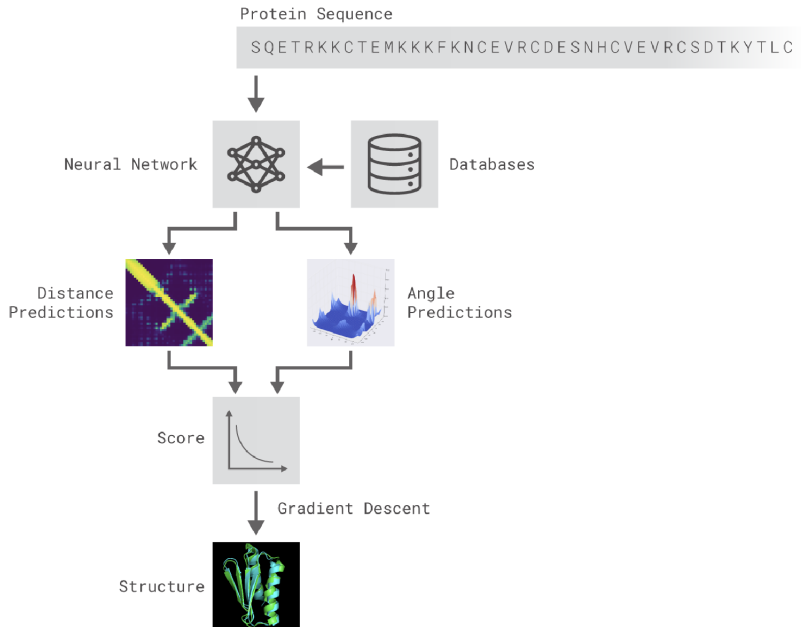 Protein Sequence
SQETRKKCTEMKKKFKNCEVRCDESNHCVEVRCSDTKYTLC
Neural Network
Databases
Distance
Predictions
Angle
Predictions
Score
Gradient Descent
Structure